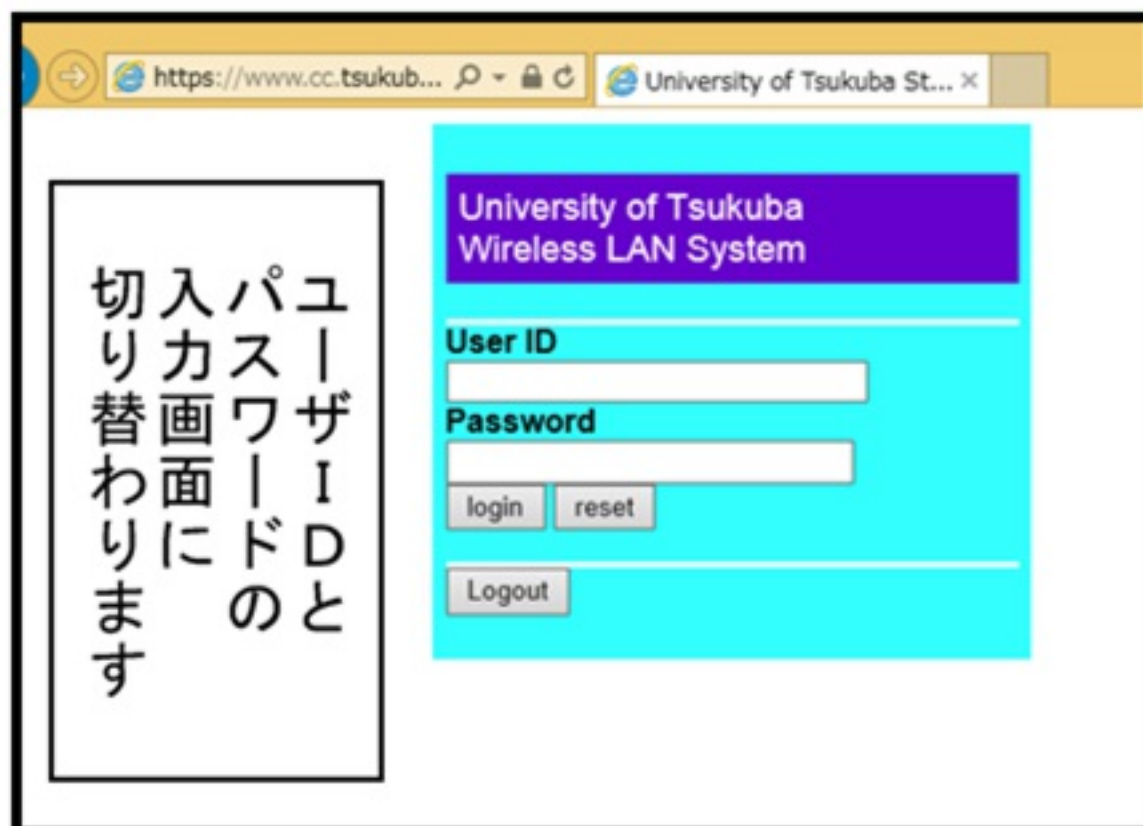 https://www.cc.tsukub...
University of Tsukuba St...
ユーザIDと
パスワードの
入力画面に
切り替わります
University of Tsukuba
Wireless LAN System
User ID
Password
login
reset
Logout